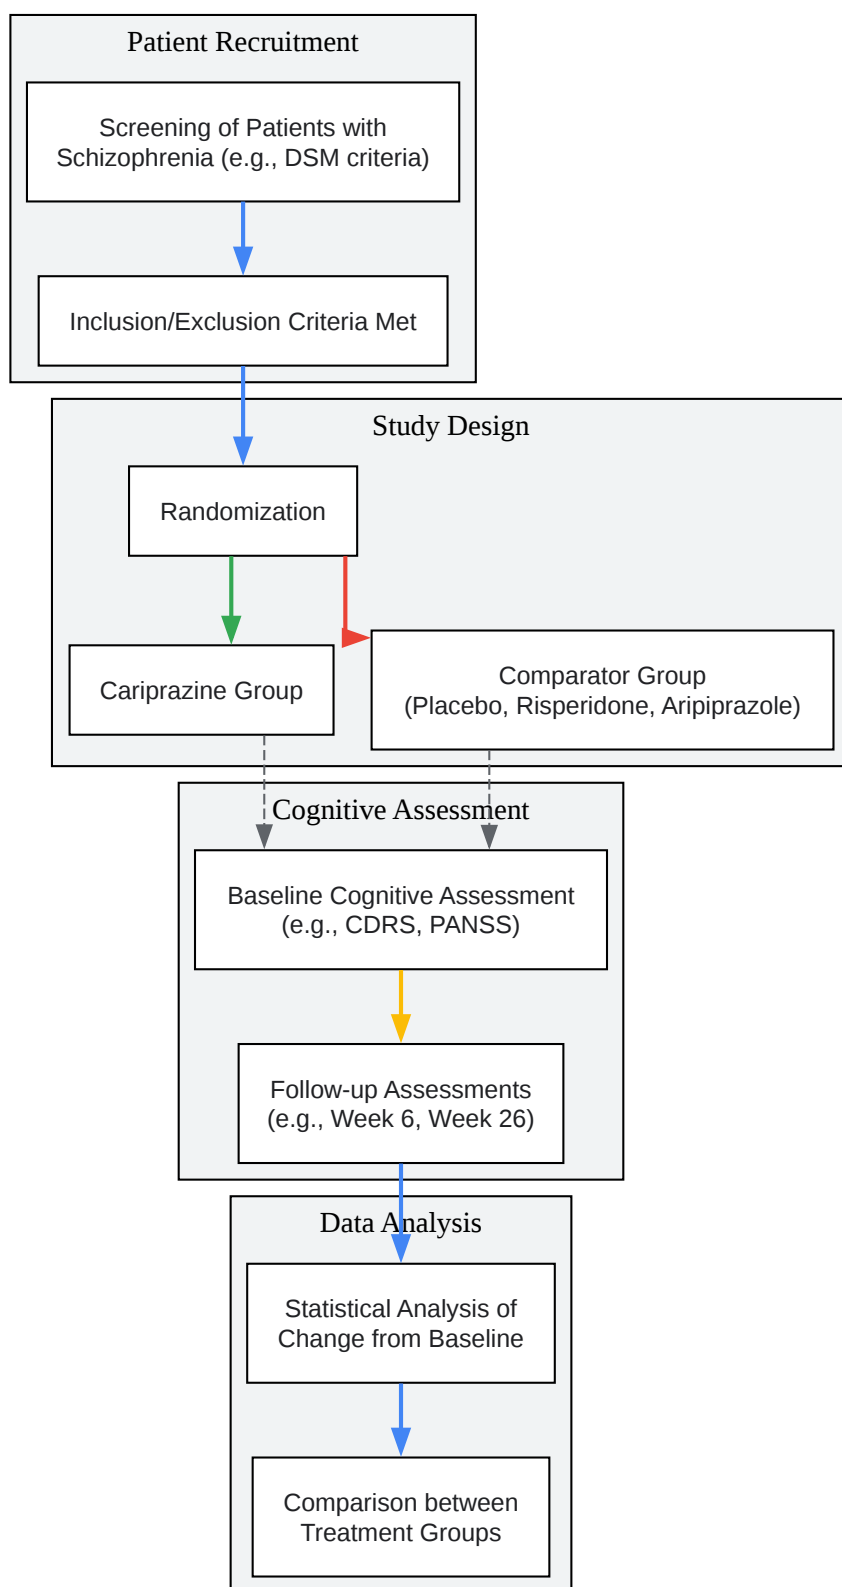 Patient Recruitment
Screening of Patients with
Schizophrenia (e.g., DSM criteria)
Inclusion/Exclusion Criteria Met
Study Design
Randomization
Cariprazine Group
Comparator Group
(Placebo, Risperidone, Aripiprazole)
Cognitive Assessment
Baseline Cognitive Assessment
(e.g., CDRS, PANSS)
Follow-up Assessments
(e.g., Week 6, Week 26)
Data Analysis
Statistical Analysis of
Change from Baseline
Comparison between
Treatment Groups